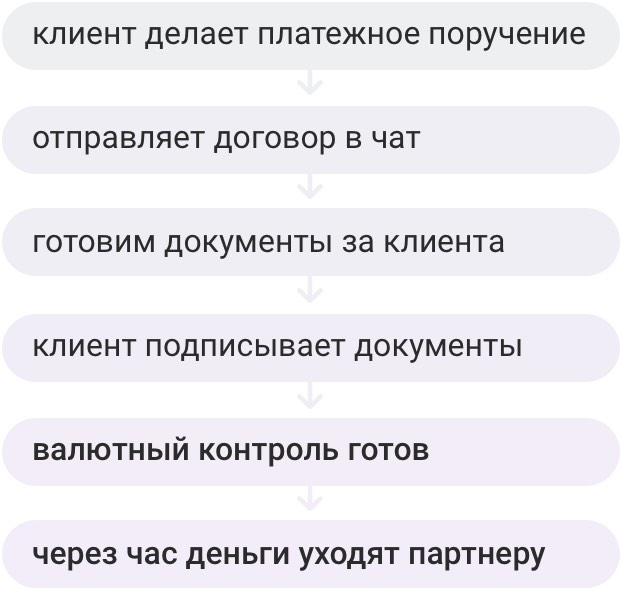 клиент делает платежное поручение
отправляет договор в чат
готовим документы за клиента
клиент подписывает документы
валютный контроль готов
через час деньги уходят партнеру